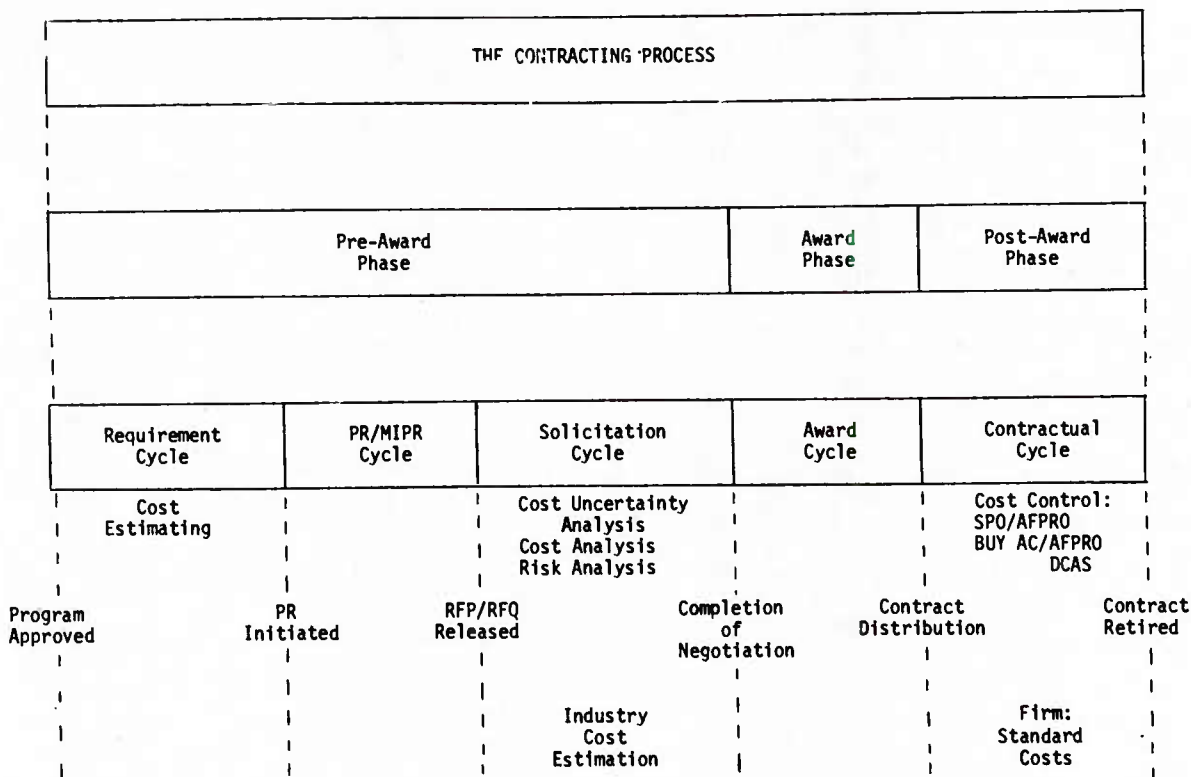 THE CONTRACTING PROCESS
Pre-Award
Phase
Award
Phase
Post-Award
Phase
Requirement
Cycle
PR/MIPR
Cycle
Solicitation
Cycle
Award
Cycle
Contractual
Cycle
Cost
Estimating
Cost Uncertainty
Analysis
Cost Analysis
Risk Analysis
Cost Control:
SPO/AFPRO
BUY AC/AFPRO
DCAS
Program
Approved
PR
Initiated
RFP/RFQ
Released
Completion
of
Negotiation
Contract
Distribution
Contract
Retired
Industry
Cost
Estimation
Firm:
Standard
Costs